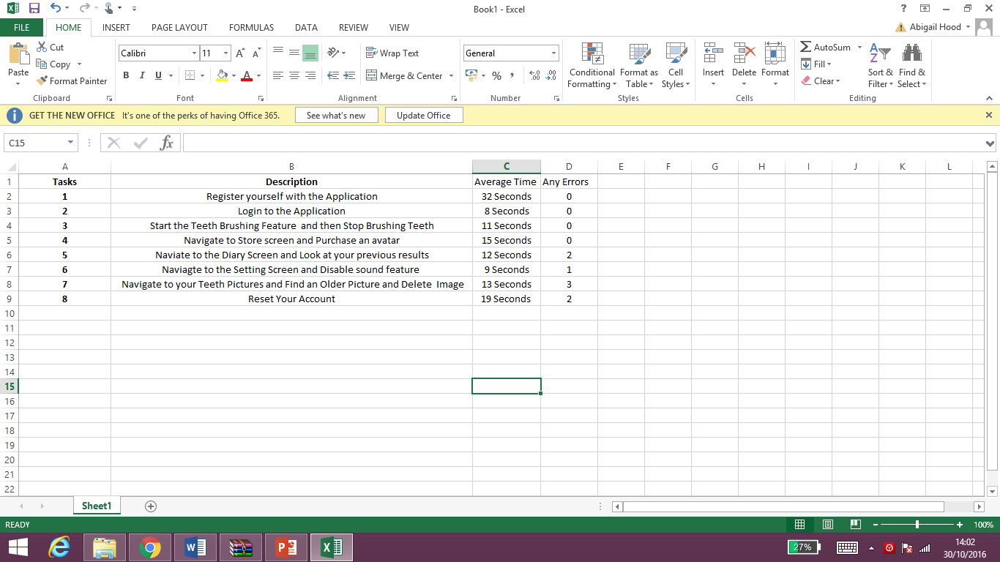 Book1 - Excel
FILE HOME INSERT PAGE LAYOUT FORMULAS DATA REVIEW VIEW Abigail Hood
Cut
Copy
Format Painter
Paste
Calibri 11
B I U
Wrap Text
Merge & Center
General
%
Conditional Formatting
Format as Table
Cell Styles
Insert Delete Format
AutoSum
Fill
Clear
Sort & Filter
Find & Select
Clipboard Font Alignment Number Styles Cells Editing
GET THE NEW OFFICE It's one of the perks of having Office 365. See what's new Update Office
C15 fx
A B C D E F G H I J K L
1 Tasks Description Average Time Any Errors
2 1 Register yourself with the Application 32 Seconds 0
3 2 Login to the Application 8 Seconds 0
4 3 Start the Teeth Brushing Feature and then Stop Brushing Teeth 11 Seconds 0
5 4 Navigate to Store screen and Purchase an avatar 15 Seconds 0
6 5 Naviate to the Diary Screen and Look at your previous results 12 Seconds 2
7 6 Naviagte to the Setting Screen and Disable sound feature 9 Seconds 1
8 7 Navigate to your Teeth Pictures and Find an Older Picture and Delete Image 13 Seconds 3
9 8 Reset Your Account 19 Seconds 2
10
11
12
13
14
15
16
17
18
19
20
21
22
Sheet1
READY 100%
27% 14:02
30/10/2016